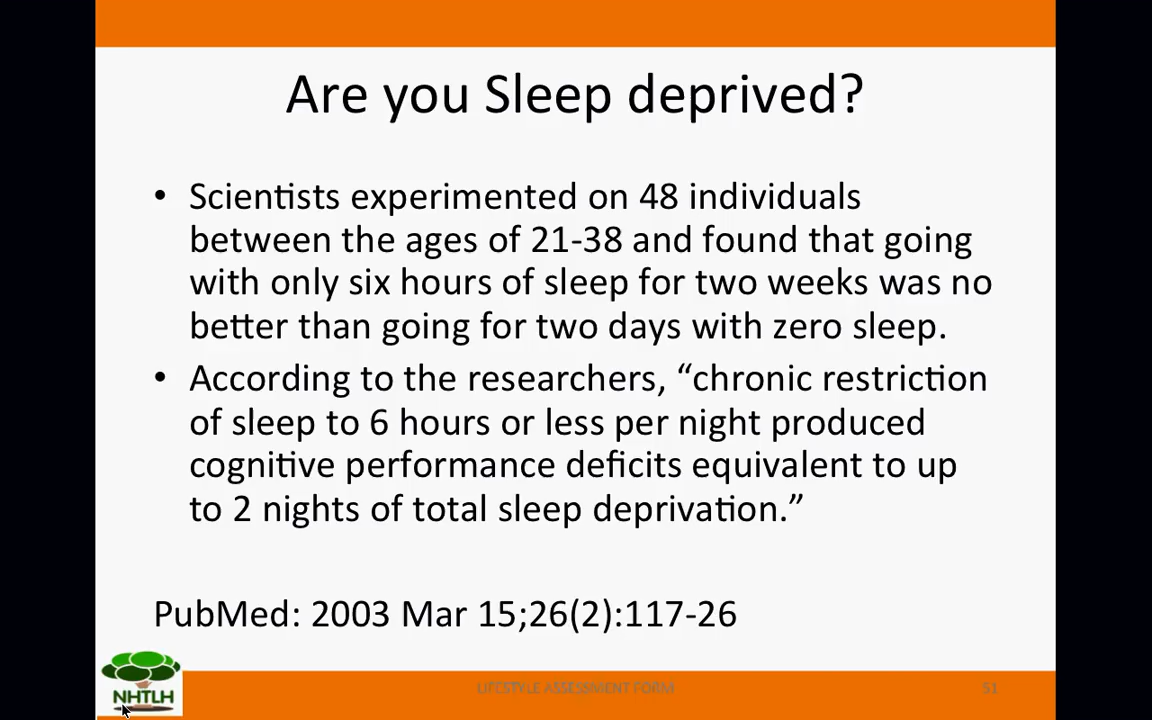 Are you Sleep deprived?
• Scientists experimented on 48 individuals
between the ages of 21-38 and found that going
with only six hours of sleep for two weeks was no
better than going for two days with zero sleep.
• According to the researchers, “chronic restriction
of sleep to 6 hours or less per night produced
cognitive performance deficits equivalent to up
to 2 nights of total sleep deprivation.”
PubMed: 2003 Mar 15;26(2):117-26
NHTLH
LIFESTYLE ASSESSMENT FORM
51